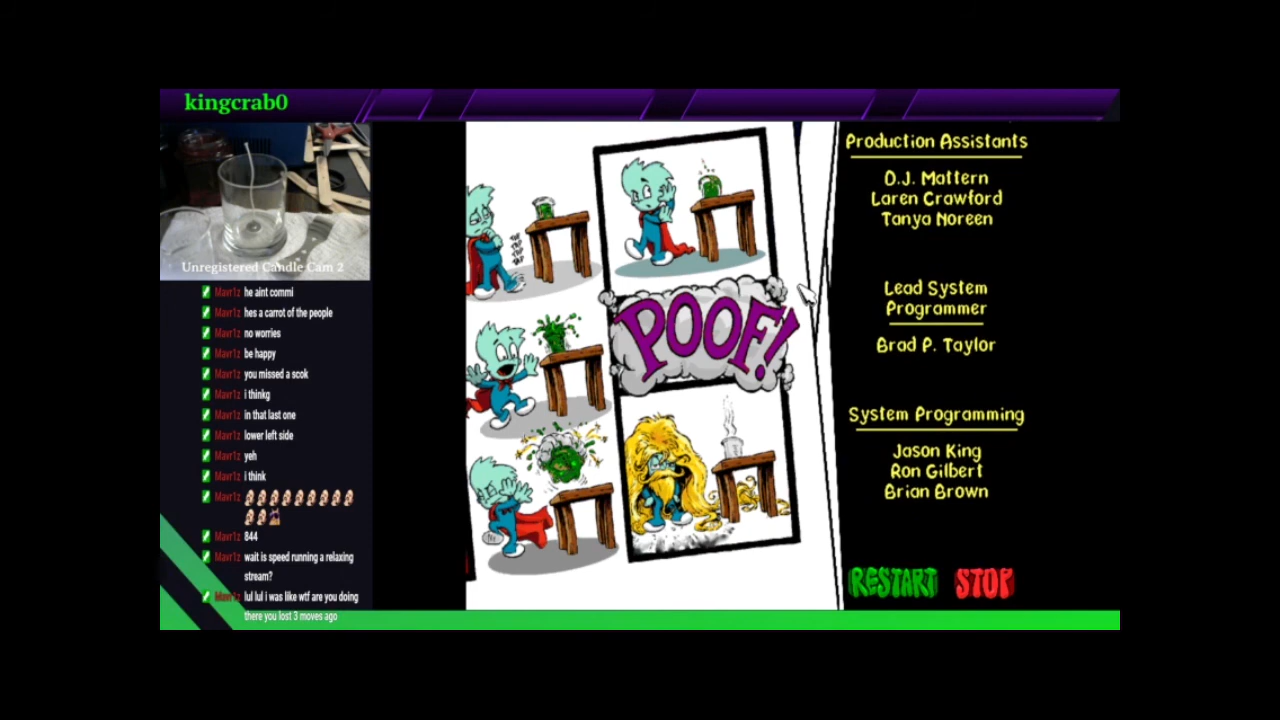 kingcrab0
Unregistered Candle Cam 2
Mavr1z he aint commi
Mavr1z hes a carrot of the people
Mavr1z no worries
Mavr1z be happy
Mavr1z you missed a scok
Mavr1z i thinkg
Mavr1z in that last one
Mavr1z lower left side
Mavr1z yeh
Mavr1z i think
Mavr1z
Mavr1z 844
Mavr1z wait is speed running a relaxing
stream?
Mavr1z lul lul i was like wtf are you doing
there you lost 3 moves ago
POOF!
Production Assistants
O.J. Mattern
Laren Crawford
Tanya Noreen
Lead System
Programmer
Brad P. Taylor
System Programming
Jason King
Ron Gilbert
Brian Brown
RESTART STOP